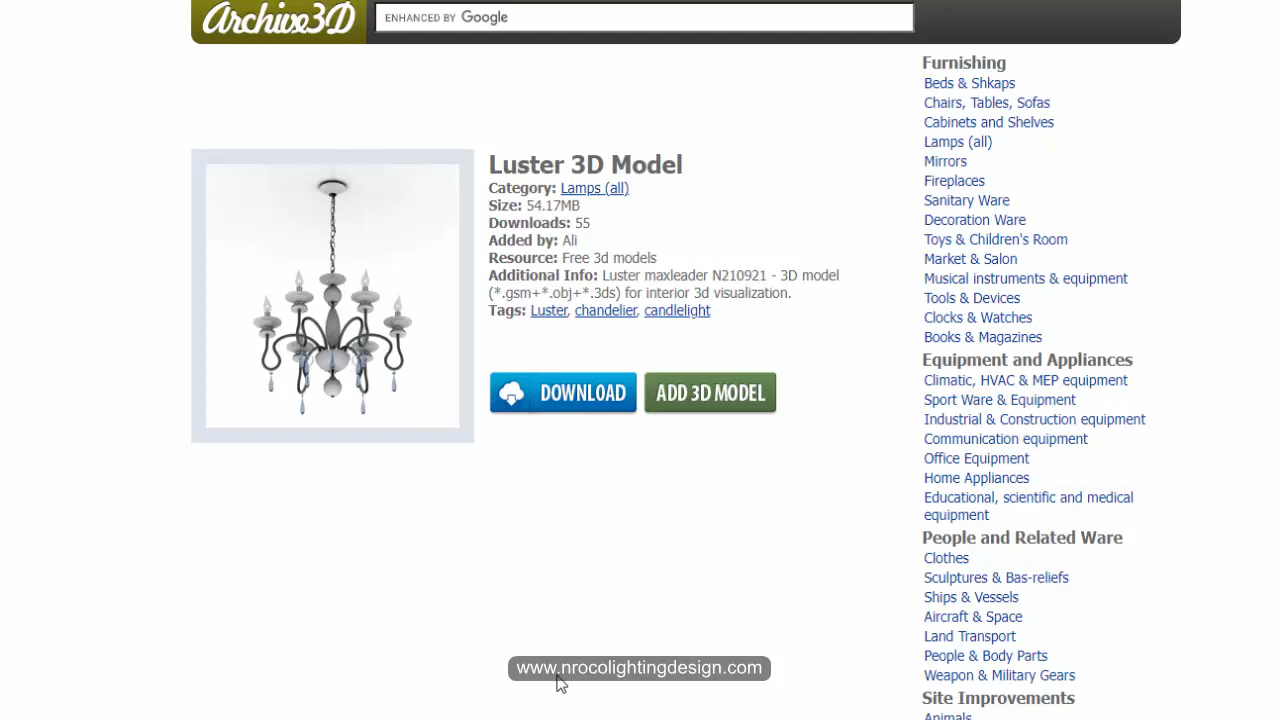 Archive3D
ENHANCED BY Google
Luster 3D Model
Category: Lamps (all)
Size: 54.17MB
Downloads: 55
Added by: Ali
Resource: Free 3d models
Additional Info: Luster maxleader N210921 - 3D model
(*.gsm+*.obj+*.3ds) for interior 3d visualization.
Tags: Luster, chandelier, candlelight
DOWNLOAD
ADD 3D MODEL
Furnishing
Beds & Shkaps
Chairs, Tables, Sofas
Cabinets and Shelves
Lamps (all)
Mirrors
Fireplaces
Sanitary Ware
Decoration Ware
Toys & Children's Room
Market & Salon
Musical instruments & equipment
Tools & Devices
Clocks & Watches
Books & Magazines
Equipment and Appliances
Climatic, HVAC & MEP equipment
Sport Ware & Equipment
Industrial & Construction equipment
Communication equipment
Office Equipment
Home Appliances
Educational, scientific and medical
equipment
People and Related Ware
Clothes
Sculptures & Bas-reliefs
Ships & Vessels
Aircraft & Space
Land Transport
People & Body Parts
Weapon & Military Gears
Site Improvements
Animals
www.nrocolightingdesign.com